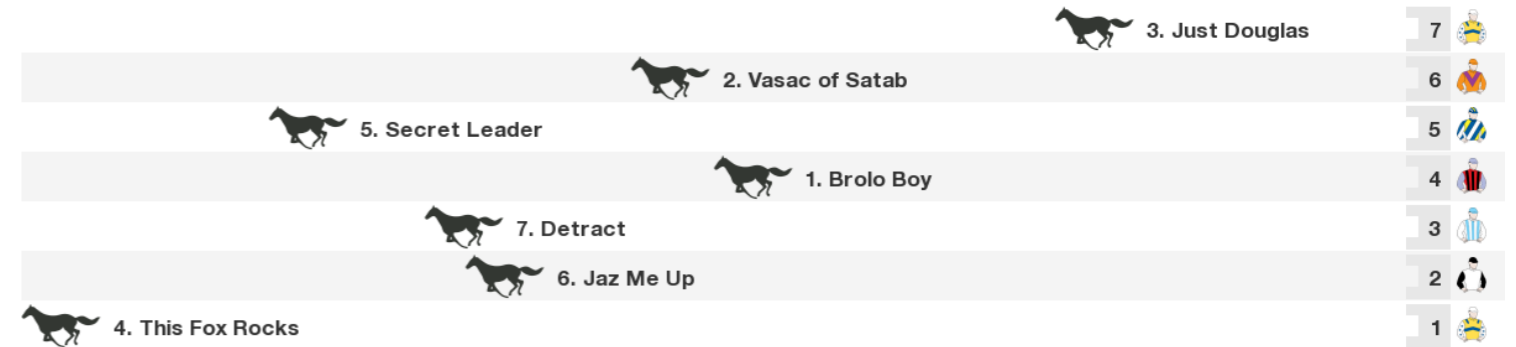 3. Just Douglas 7
2. Vasac of Satab 6
5. Secret Leader 5
1. Brolo Boy 4
7. Detract 3
6. Jaz Me Up 2
4. This Fox Rocks 1